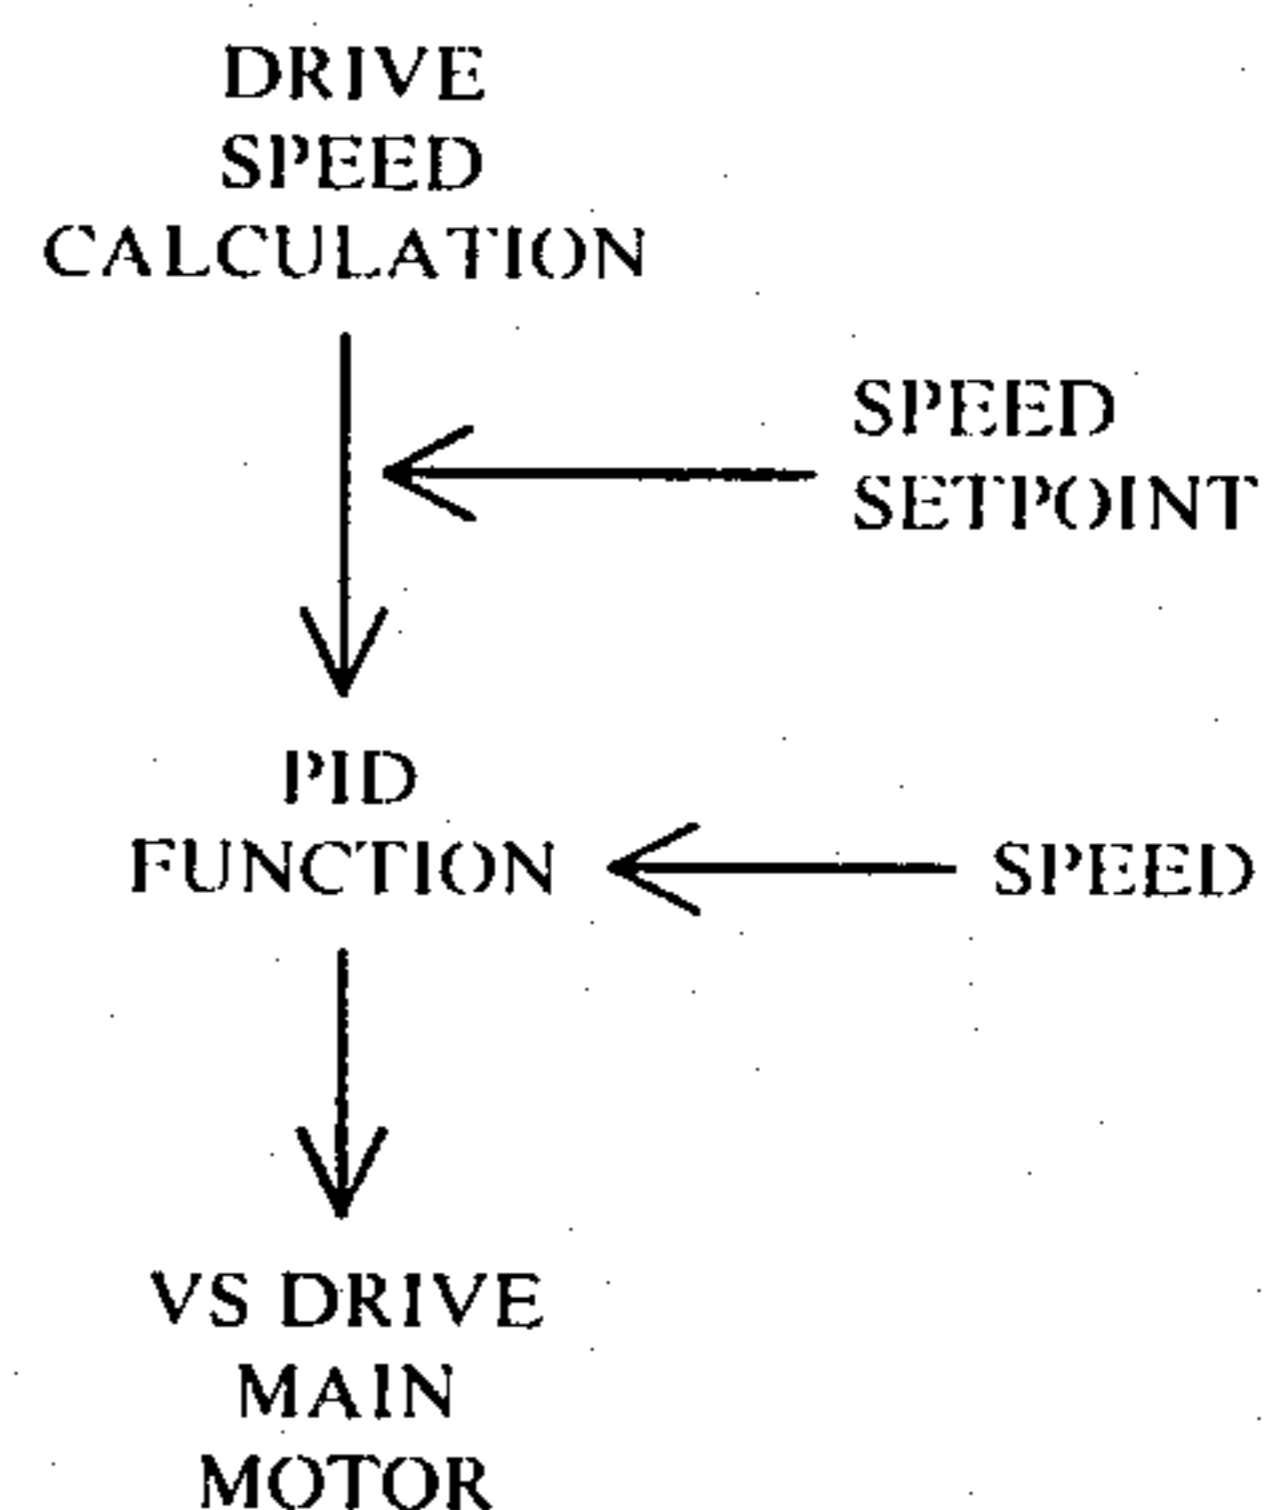 DRIVE
SPEED
CALCULATION
SPEED
SETPOINT
PID
FUNCTION
SPEED
VS DRIVE
MAIN
MOTOR